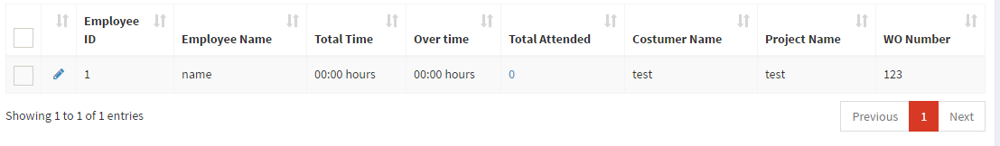 Employee ID Employee Name Total Time Over time Total Attended Costumer Name Project Name WO Number
1 name 00:00 hours 00:00 hours 0 test test 123
Showing 1 to 1 of 1 entries Previous 1 Next